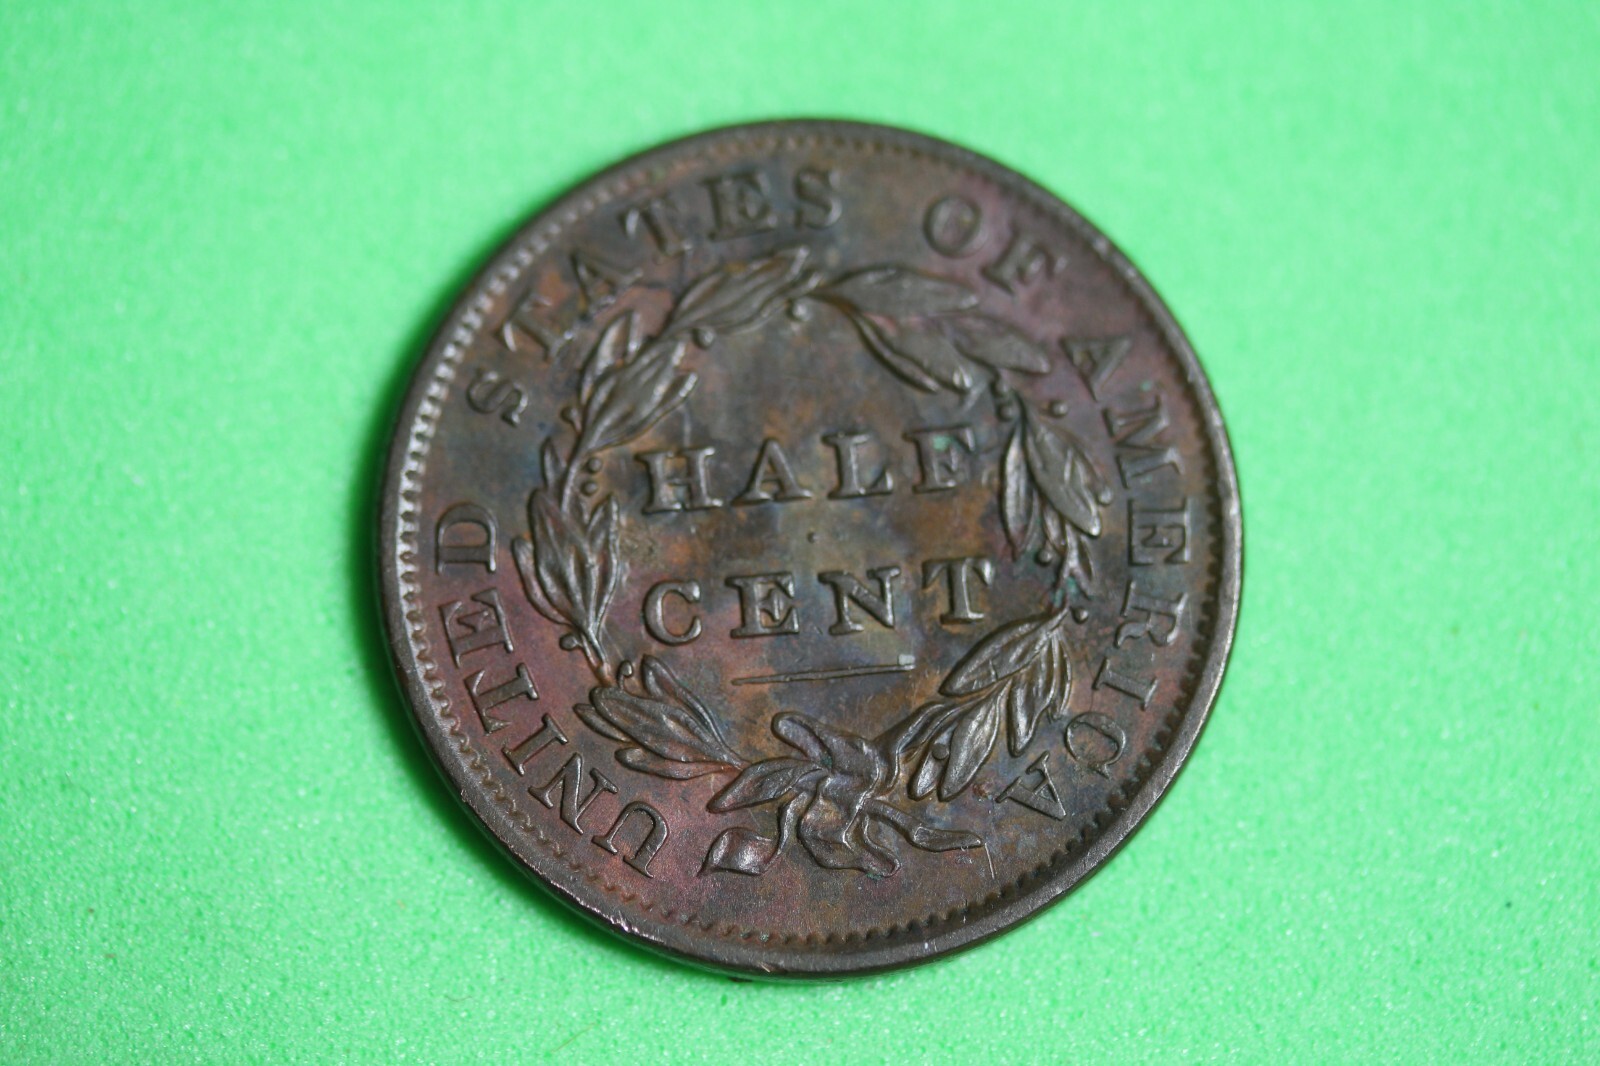 UNITED STATES OF AMERICA
HALF
CENT